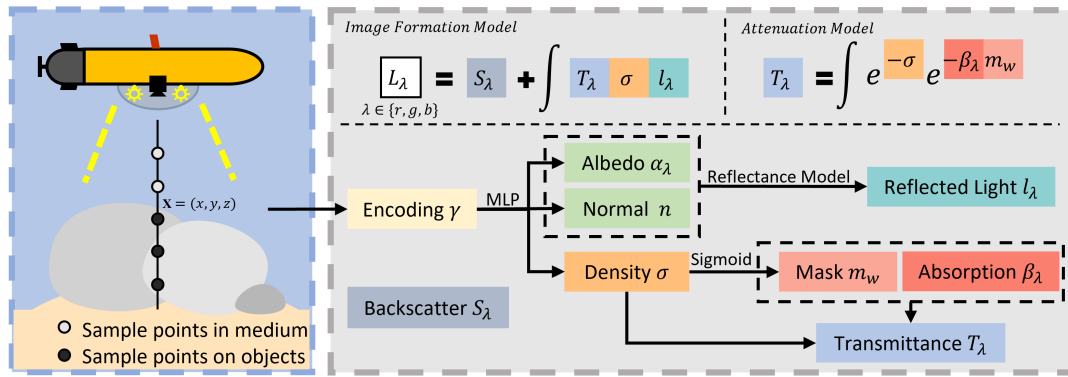 Image Formation Model
L_λ = S_λ + ∫ T_λ σ l_λ
λ ∈ {r, g, b}
Attenuation Model
T_λ = ∫ e^{-σ} e^{-β_λ m_w}
X = (x, y, z)
Sample points in medium
Sample points on objects
Encoding γ
MLP
Albedo α_λ
Normal n
Reflectance Model
Reflected Light l_λ
Density σ
Sigmoid
Mask m_w
Absorption β_λ
Backscatter S_λ
Transmittance T_λ